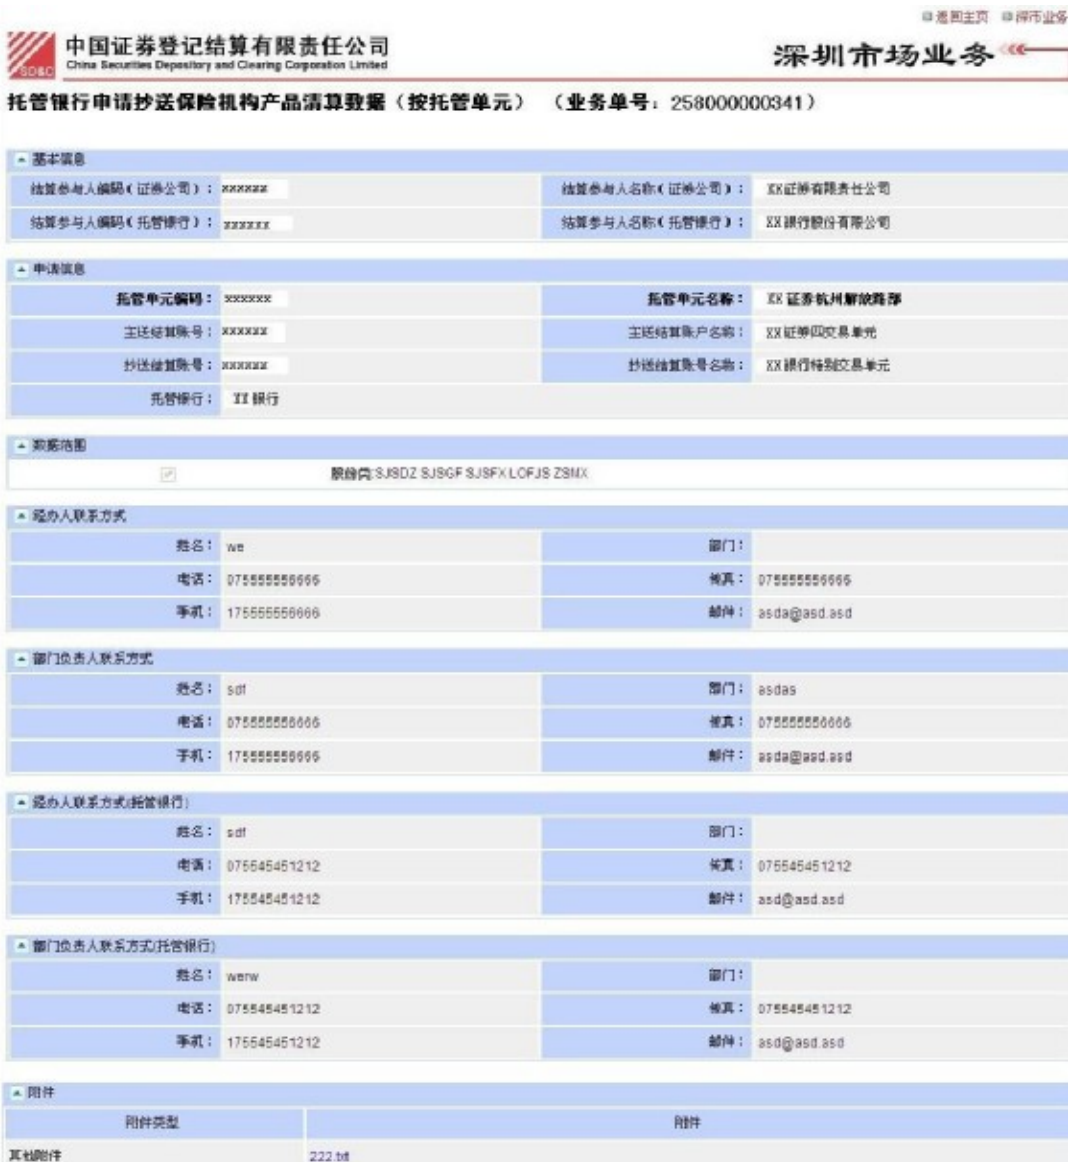 返回主页 深市业务
中国证券登记结算有限责任公司
China Securities Depository and Clearing Corporation Limited
SD&C
深圳市场业务
托管银行申请抄送保险机构产品清算数据（按托管单元） （业务单号：258000000341）
基本信息
结算参与人编码（证券公司）： xxxxxx 结算参与人名称（证券公司）： XX证券有限责任公司
结算参与人编码（托管银行）： xxxxxx 结算参与人名称（托管银行）： XX银行股份有限公司
申请信息
托管单元编码： xxxxxx 托管单元名称： XX证券杭州解放路部
主送结算账号： xxxxxx 主送结算账户名称： XX证券四交易单元
抄送结算账号： xxxxxx 抄送结算账号名称： XX银行特别交易单元
托管银行： XX银行
数据范围
股份类:SJSDZ SJSGF SJSFX LOFJS ZSMX
经办人联系方式
姓名： we 部门：
电话： 075555556666 传真： 075555556666
手机： 175555556666 邮件： asda@asd.asd
部门负责人联系方式
姓名： sdf 部门： asdas
电话： 075555556666 传真： 075555556666
手机： 175555556666 邮件： asda@asd.asd
经办人联系方式(托管银行)
姓名： sdf 部门：
电话： 075545451212 传真： 075545451212
手机： 175545451212 邮件： asd@asd.asd
部门负责人联系方式(托管银行)
姓名： werw 部门：
电话： 075545451212 传真： 075545451212
手机： 175545451212 邮件： asd@asd.asd
附件
附件类型 附件
其他附件 222.txt